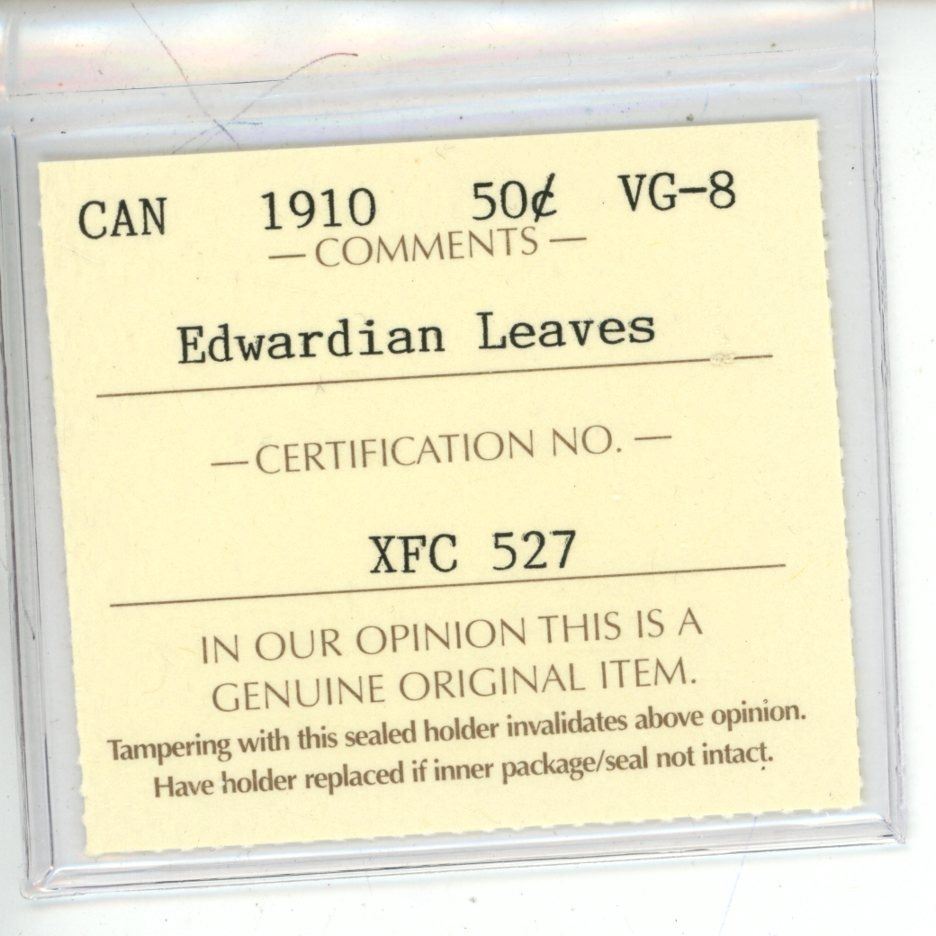 CAN 1910 50¢ VG-8
— COMMENTS —
Edwardian Leaves
— CERTIFICATION NO. —
XFC 527
IN OUR OPINION THIS IS A
GENUINE ORIGINAL ITEM.
Tampering with this sealed holder invalidates above opinion.
Have holder replaced if inner package/seal not intact.